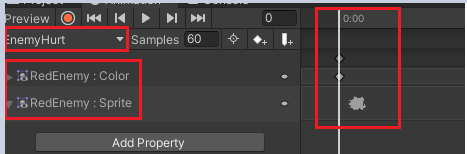 Preview 0 0:00
EnemyHurt Samples 60
RedEnemy : Color
RedEnemy : Sprite
Add Property